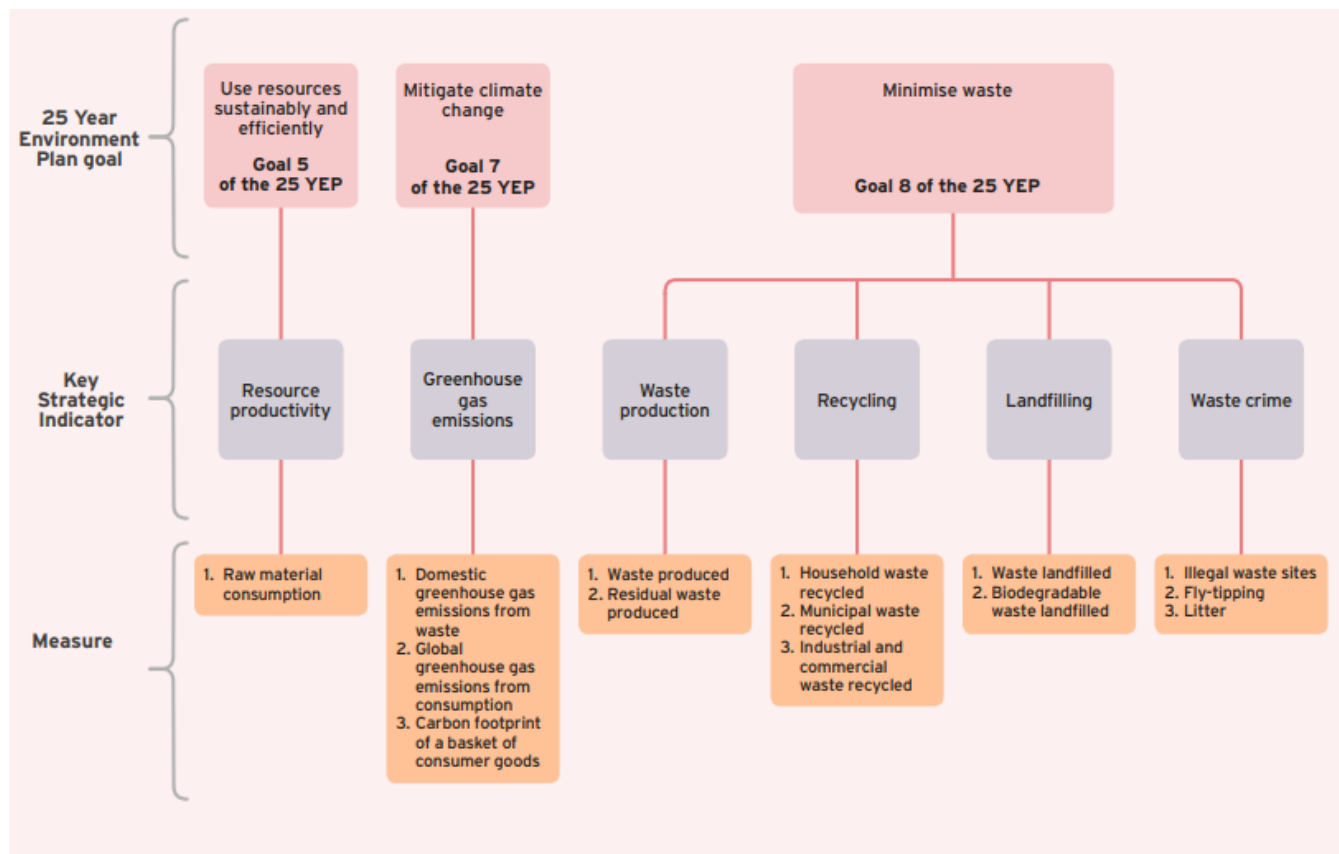 25 Year
Environment
Plan goal
Use resources
sustainably and
efficiently
Goal 5
of the 25 YEP
Mitigate climate
change
Goal 7
of the 25 YEP
Minimise waste
Goal 8 of the 25 YEP
Key
Strategic
Indicator
Resource
productivity
Greenhouse
gas
emissions
Waste
production
Recycling
Landfilling
Waste crime
Measure
1. Raw material
consumption
1. Domestic
greenhouse gas
emissions from
waste
2. Global
greenhouse gas
emissions from
consumption
3. Carbon footprint
of a basket of
consumer goods
1. Waste produced
2. Residual waste
produced
1. Household waste
recycled
2. Municipal waste
recycled
3. Industrial and
commercial
waste recycled
1. Waste landfilled
2. Biodegradable
waste landfilled
1. Illegal waste sites
2. Fly-tipping
3. Litter